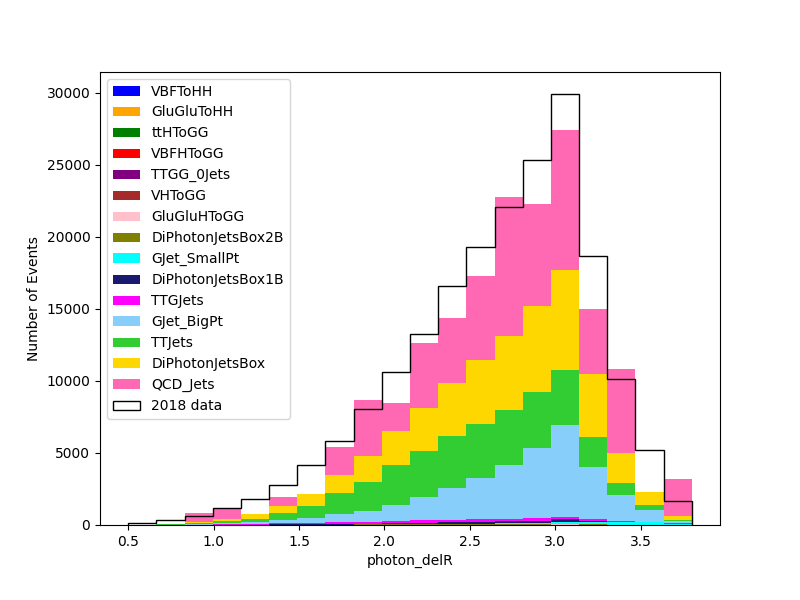 30000
25000
20000
15000
10000
5000
0
Number of Events
VBFToHH
GluGluToHH
ttHToGG
VBFHToGG
TTGG_0Jets
VHToGG
GluGluHToGG
DiPhotonJetsBox2B
GJet_SmallPt
DiPhotonJetsBox1B
TTGJets
GJet_BigPt
TTJets
DiPhotonJetsBox
QCD_Jets
2018 data
0.5 1.0 1.5 2.0 2.5 3.0 3.5
photon_delR